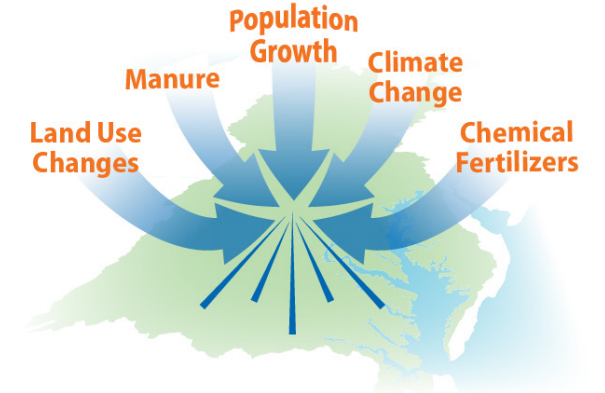 Population
Growth
Manure
Climate
Change
Land Use
Changes
Chemical
Fertilizers